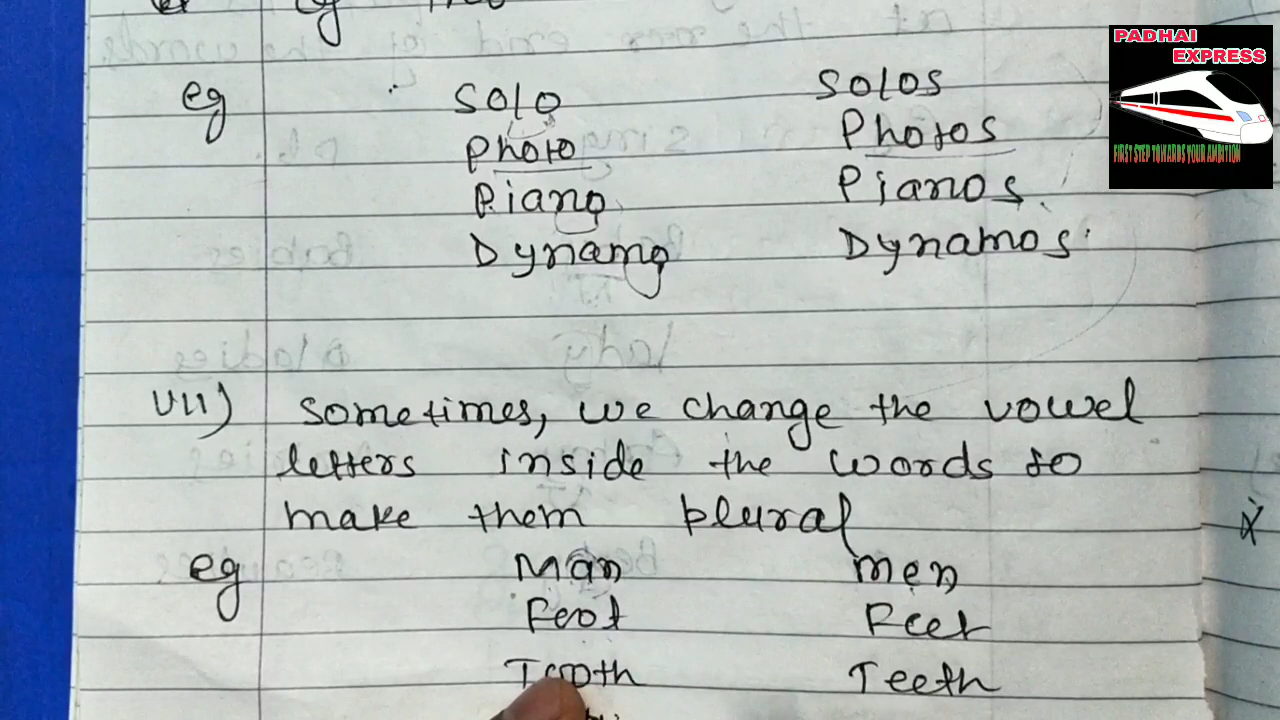 eg
Solo Solos
Photo Photos
Piano Pianos
Dynamo Dynamos
VII) Sometimes, we change the vowel
letters inside the words to
make them plural
eg Man men
Foot Feet
Tooth Teeth
PADHAI
EXPRESS
FIRST STEP TOWARDS YOUR AMBITION